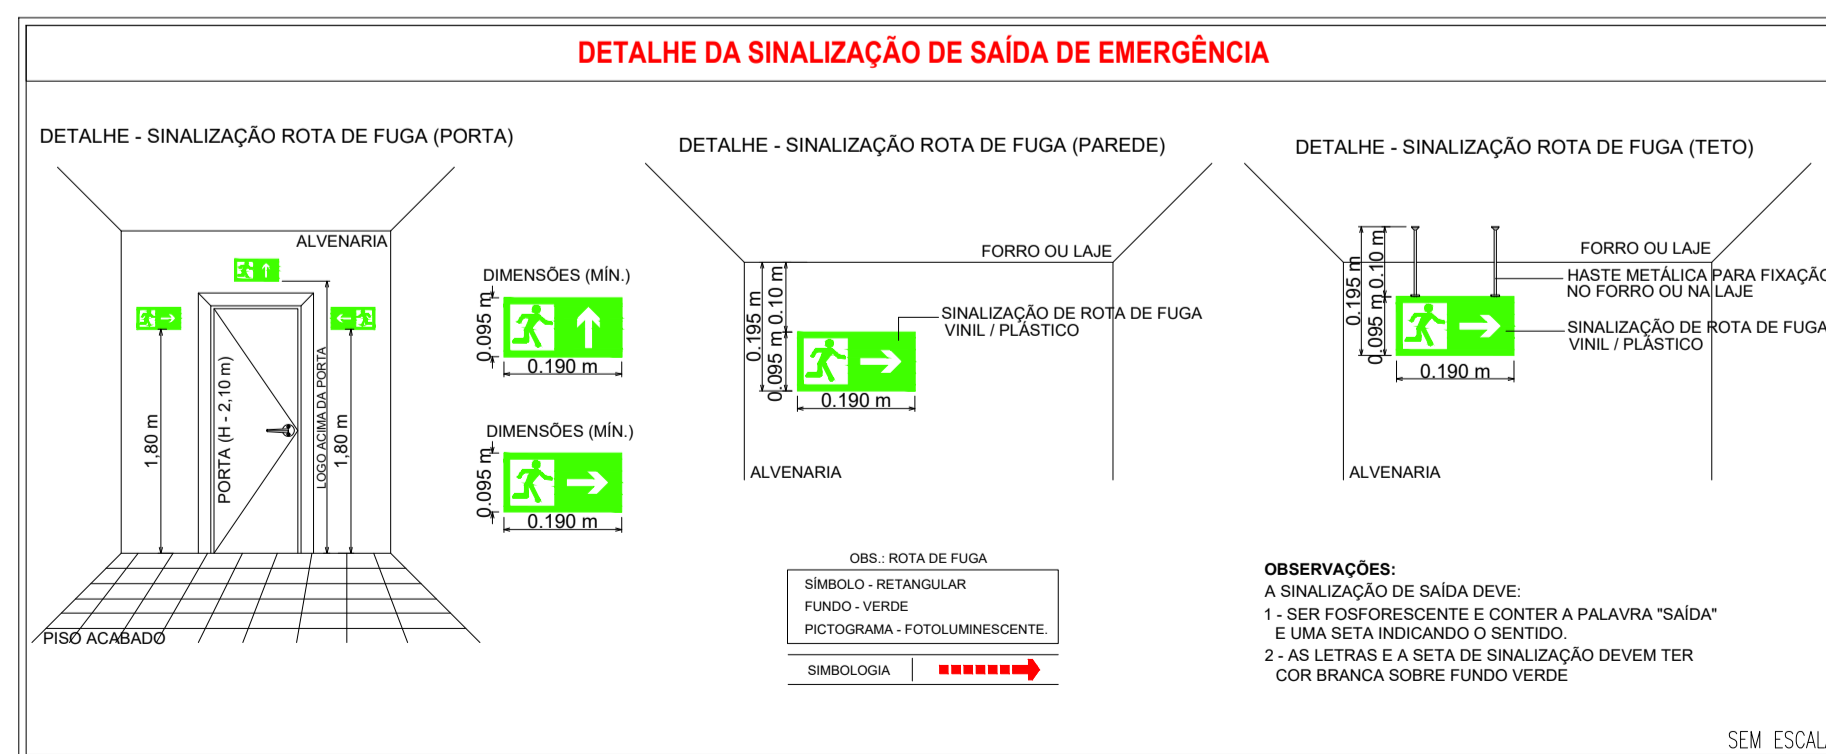 DETALHE DA SINALIZAÇÃO DE SAÍDA DE EMERGÊNCIA
DETALHE - SINALIZAÇÃO ROTA DE FUGA (PORTA)
ALVENARIA
1,80 m
PORTA (H - 2,10 m)
LOGO ACIMA DA PORTA
1,80 m
PISO ACABADO
DIMENSÕES (MÍN.)
0.095 m
0.190 m
DIMENSÕES (MÍN.)
0.095 m
0.190 m
DETALHE - SINALIZAÇÃO ROTA DE FUGA (PAREDE)
FORRO OU LAJE
0.195 m
0.10 m
0.095 m
0.190 m
SINALIZAÇÃO DE ROTA DE FUGA
VINIL / PLÁSTICO
ALVENARIA
DETALHE - SINALIZAÇÃO ROTA DE FUGA (TETO)
FORRO OU LAJE
0.195 m
0.10 m
0.095 m
0.190 m
HASTE METÁLICA PARA FIXAÇÃO
NO FORRO OU NA LAJE
SINALIZAÇÃO DE ROTA DE FUGA
VINIL / PLÁSTICO
ALVENARIA
OBS.: ROTA DE FUGA
SÍMBOLO - RETANGULAR
FUNDO - VERDE
PICTOGRAMA - FOTOLUMINESCENTE.
SIMBOLOGIA
OBSERVAÇÕES:
A SINALIZAÇÃO DE SAÍDA DEVE:
1 - SER FOSFORESCENTE E CONTER A PALAVRA "SAÍDA"
E UMA SETA INDICANDO O SENTIDO.
2 - AS LETRAS E A SETA DE SINALIZAÇÃO DEVEM TER
COR BRANCA SOBRE FUNDO VERDE
SEM ESCAL